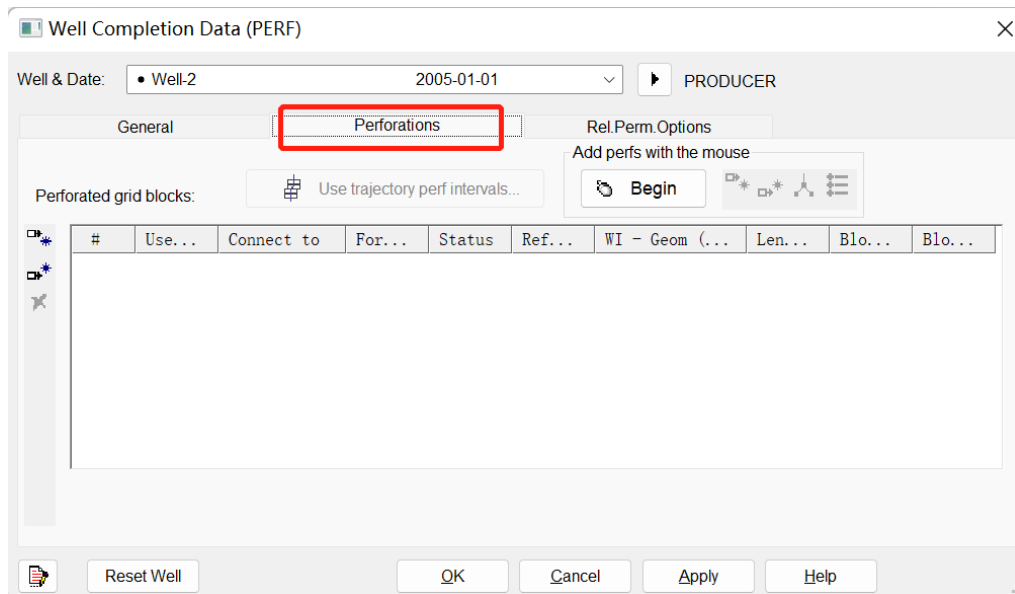 Well Completion Data (PERF)
Well & Date: • Well-2 2005-01-01 PRODUCER
General Perforations Rel.Perm.Options
Add perfs with the mouse
Perforated grid blocks: Use trajectory perf intervals... Begin
# Use... Connect to For... Status Ref... WI - Geom (... Len... Blo... Blo...
Reset Well OK Cancel Apply Help